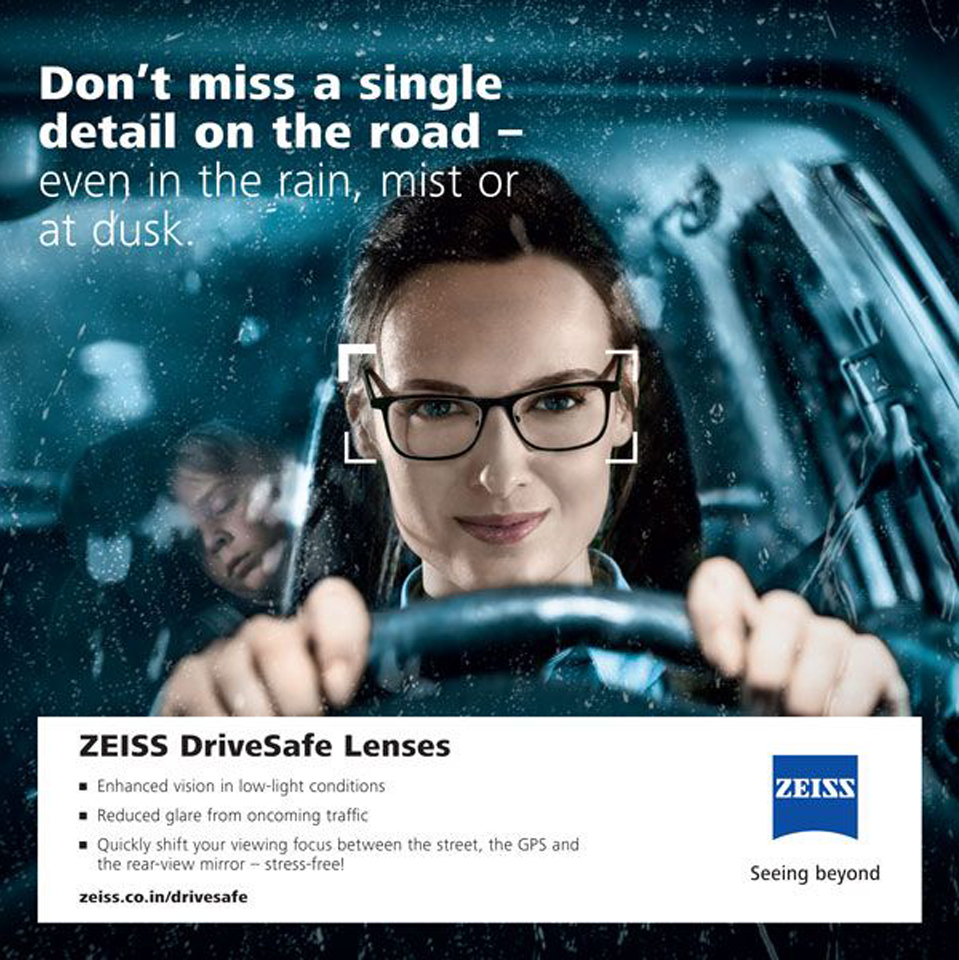 Don't miss a single
detail on the road –
even in the rain, mist or
at dusk.
ZEISS DriveSafe Lenses
▪ Enhanced vision in low-light conditions
▪ Reduced glare from oncoming traffic
▪ Quickly shift your viewing focus between the street, the GPS and
the rear-view mirror – stress-free!
zeiss.co.in/drivesafe
ZEISS
Seeing beyond